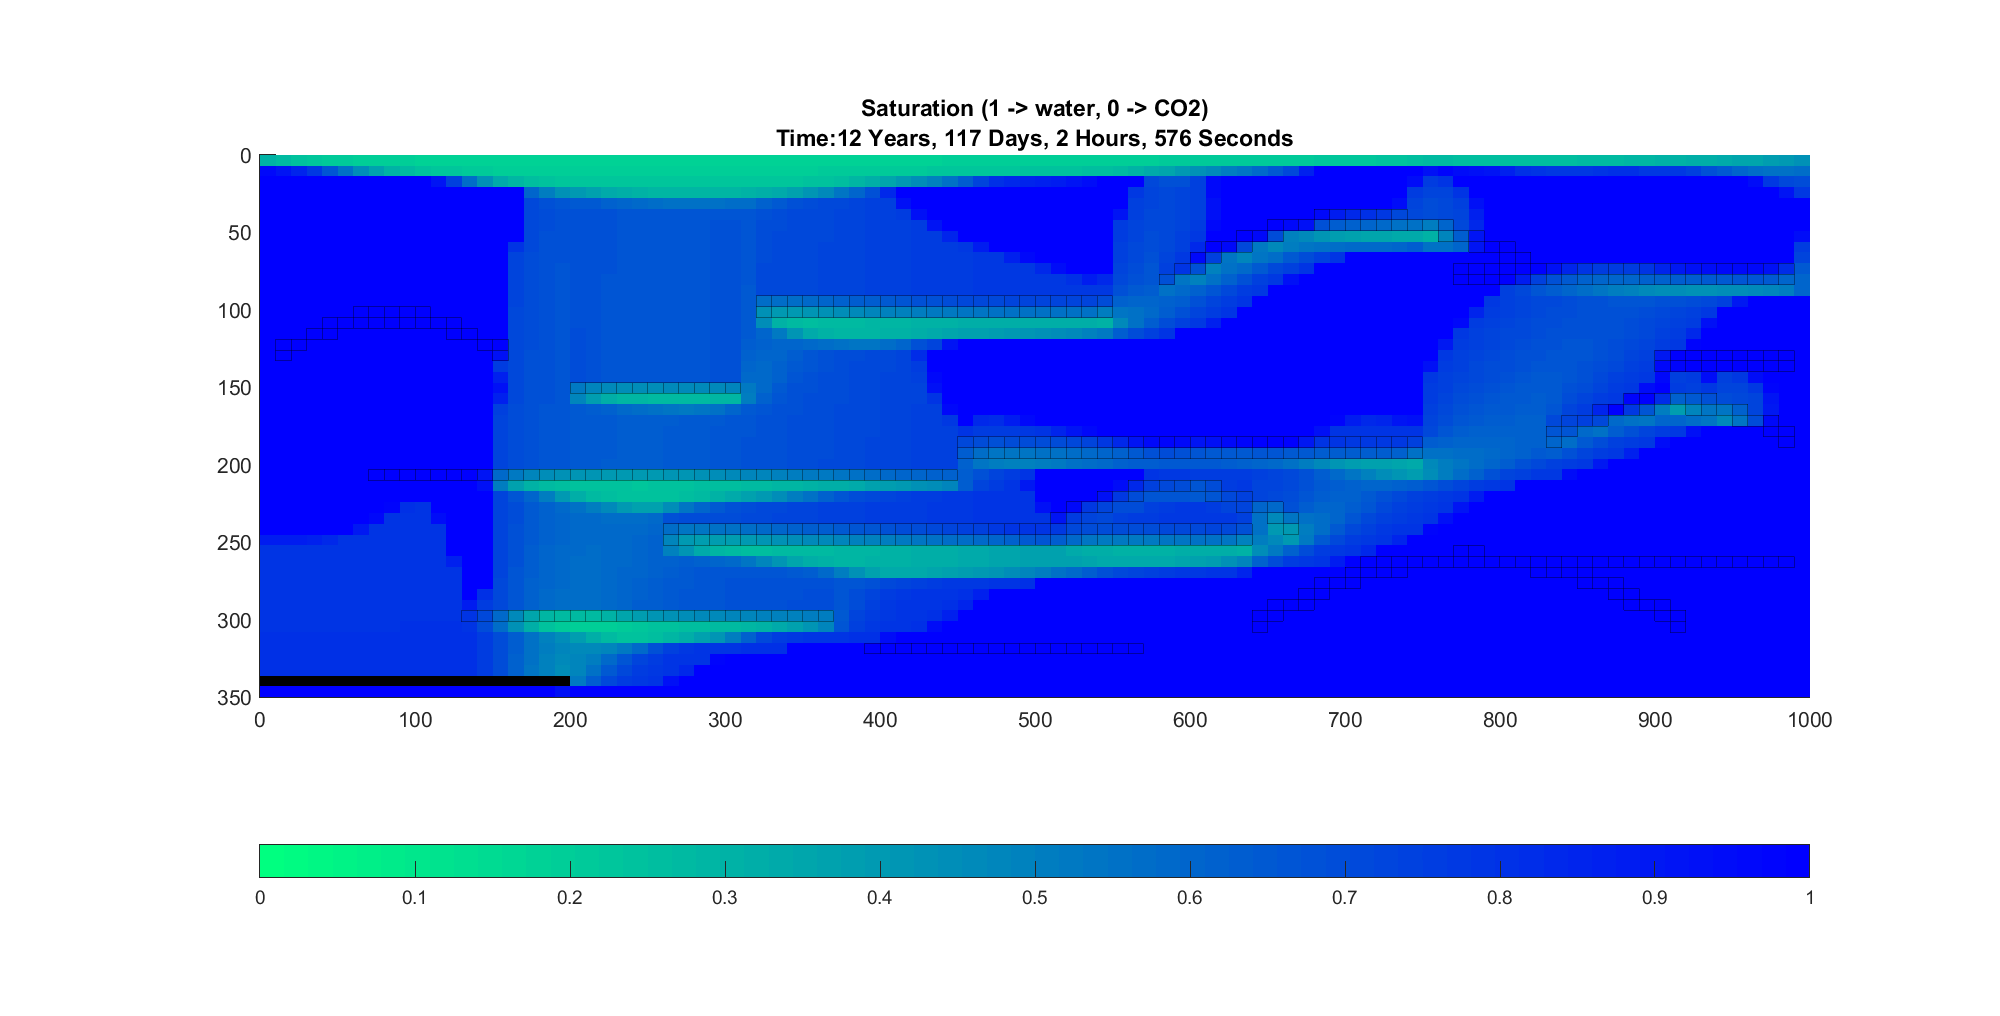 Saturation (1 -> water, 0 -> CO2)
Time:12 Years, 117 Days, 2 Hours, 576 Seconds
0
50
100
150
200
250
300
350
0 100 200 300 400 500 600 700 800 900 1000
0 0.1 0.2 0.3 0.4 0.5 0.6 0.7 0.8 0.9 1